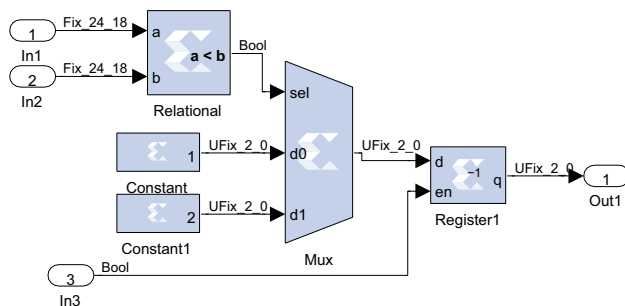 1
Fix_24_18
a
In1
a < b
Bool
2
Fix_24_18
b
In2
Relational
sel
1
UFix_2_0
d0
Constant
UFix_2_0
d
-1
q
UFix_2_0
1
en
Out1
2
UFix_2_0
d1
Constant1
Register1
Mux
3
Bool
In3